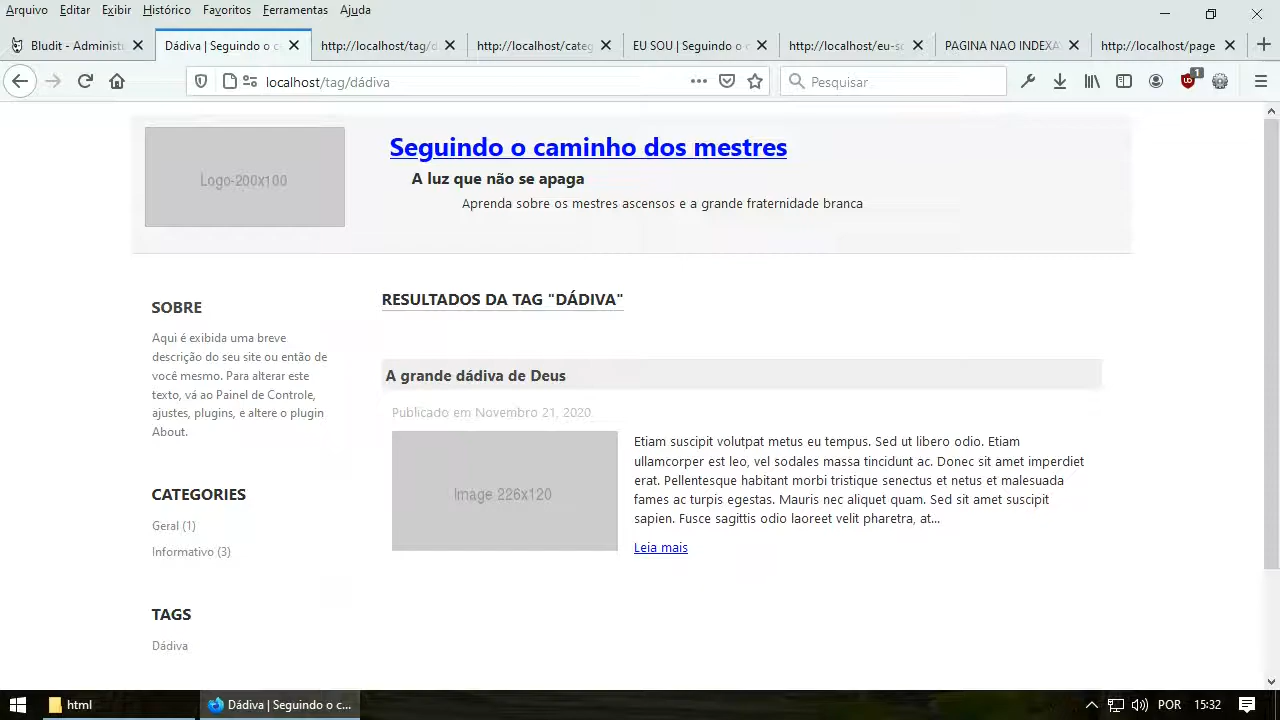 Arquivo Editar Exibir Histórico Favoritos Ferramentas Ajuda
Bludit - Administ
Dádiva | Seguindo o c
http://localhost/tag/d
http://localhost/categ
EU SOU | Seguindo o c
http://localhost/eu-so
PAGINA NAO INDEXA
http://localhost/page
localhost/tag/dádiva
Pesquisar
1
Logo-200x100
Seguindo o caminho dos mestres
A luz que não se apaga
Aprenda sobre os mestres ascensos e a grande fraternidade branca
SOBRE
Aqui é exibida uma breve
descrição do seu site ou então de
você mesmo. Para alterar este
texto, vá ao Painel de Controle,
ajustes, plugins, e altere o plugin
About.
CATEGORIES
Geral (1)
Informativo (3)
TAGS
Dádiva
RESULTADOS DA TAG "DÁDIVA"
A grande dádiva de Deus
Publicado em Novembro 21, 2020
Image 226x120
Etiam suscipit volutpat metus eu tempus. Sed ut libero odio. Etiam
ullamcorper est leo, vel sodales massa tincidunt ac. Donec sit amet imperdiet
erat. Pellentesque habitant morbi tristique senectus et netus et malesuada
fames ac turpis egestas. Mauris nec aliquet quam. Sed sit amet suscipit
sapien. Fusce sagittis odio laoreet velit pharetra, at...
Leia mais
html
Dádiva | Seguindo o c...
POR
15:32